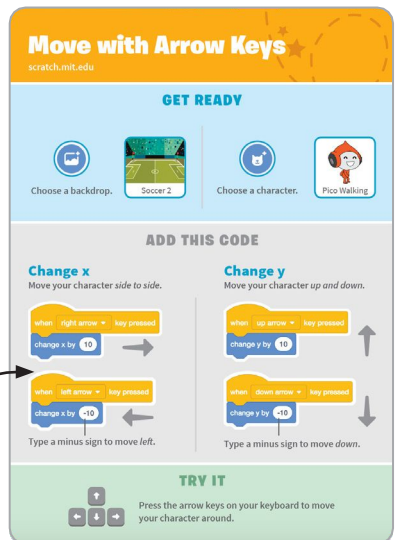 Move with Arrow Keys
scratch.mit.edu
GET READY
Choose a backdrop.
Soccer 2
Choose a character.
Pico Walking
ADD THIS CODE
Change x
Move your character side to side.
when right arrow key pressed
change x by 10
when left arrow key pressed
change x by -10
Type a minus sign to move left.
Change y
Move your character up and down.
when up arrow key pressed
change y by 10
when down arrow key pressed
change y by -10
Type a minus sign to move down.
TRY IT
Press the arrow keys on your keyboard to move
your character around.